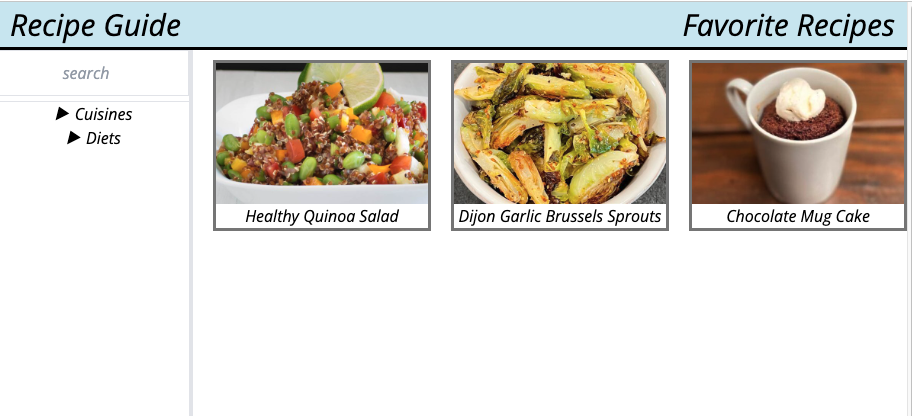 Recipe Guide
Favorite Recipes
search
▶ Cuisines
▶ Diets
Healthy Quinoa Salad
Dijon Garlic Brussels Sprouts
Chocolate Mug Cake